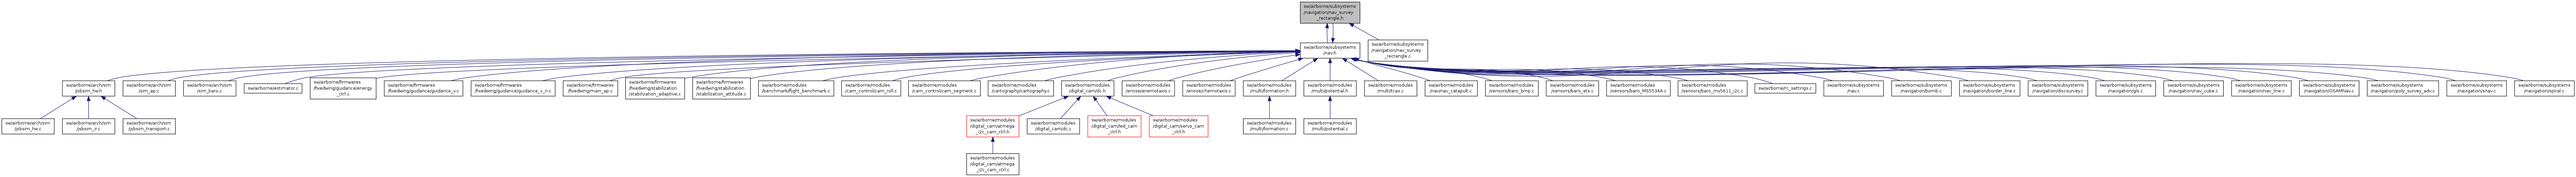 sw/airborne/subsystems
/navigation/nav_survey
_rectangle.h
sw/airborne/subsystems
/nav.h
sw/airborne/subsystems
/navigation/nav_survey
_rectangle.c
sw/airborne/arch/sim
/jsbsim_hw.h
sw/airborne/arch/sim
/sim_ap.c
sw/airborne/arch/sim
/sim_baro.c
sw/airborne/estimator.c
sw/airborne/firmwares
/fixedwing/guidance/energy
_ctrl.c
sw/airborne/firmwares
/fixedwing/guidance/guidance_v.c
sw/airborne/firmwares
/fixedwing/guidance/guidance_v_n.c
sw/airborne/firmwares
/fixedwing/main_ap.c
sw/airborne/firmwares
/fixedwing/stabilization
/stabilization_adaptive.c
sw/airborne/firmwares
/fixedwing/stabilization
/stabilization_attitude.c
sw/airborne/modules
/benchmark/flight_benchmark.c
sw/airborne/modules
/cam_control/cam_roll.c
sw/airborne/modules
/cam_control/cam_segment.c
sw/airborne/modules
/cartography/cartography.c
sw/airborne/modules
/digital_cam/dc.h
sw/airborne/modules
/enose/anemotaxis.c
sw/airborne/modules
/enose/chemotaxis.c
sw/airborne/modules
/multi/formation.h
sw/airborne/modules
/multi/potential.h
sw/airborne/modules
/multi/tcas.c
sw/airborne/modules
/nav/nav_catapult.c
sw/airborne/modules
/sensors/baro_bmp.c
sw/airborne/modules
/sensors/baro_ets.c
sw/airborne/modules
/sensors/baro_MS5534A.c
sw/airborne/modules
/sensors/baro_ms5611_i2c.c
sw/airborne/rc_settings.c
sw/airborne/subsystems
/nav.c
sw/airborne/subsystems
/navigation/bomb.c
sw/airborne/subsystems
/navigation/border_line.c
sw/airborne/subsystems
/navigation/discsurvey.c
sw/airborne/subsystems
/navigation/gls.c
sw/airborne/subsystems
/navigation/nav_cube.c
sw/airborne/subsystems
/navigation/nav_line.c
sw/airborne/subsystems
/navigation/OSAMNav.c
sw/airborne/subsystems
/navigation/poly_survey_adv.c
sw/airborne/subsystems
/navigation/snav.c
sw/airborne/subsystems
/navigation/spiral.c
sw/airborne/arch/sim
/jsbsim_hw.c
sw/airborne/arch/sim
/jsbsim_ir.c
sw/airborne/arch/sim
/jsbsim_transport.c
sw/airborne/modules
/digital_cam/atmega
_i2c_cam_ctrl.h
sw/airborne/modules
/digital_cam/dc.c
sw/airborne/modules
/digital_cam/led_cam
_ctrl.h
sw/airborne/modules
/digital_cam/servo_cam
_ctrl.h
sw/airborne/modules
/multi/formation.c
sw/airborne/modules
/multi/potential.c
sw/airborne/modules
/digital_cam/atmega
_i2c_cam_ctrl.c